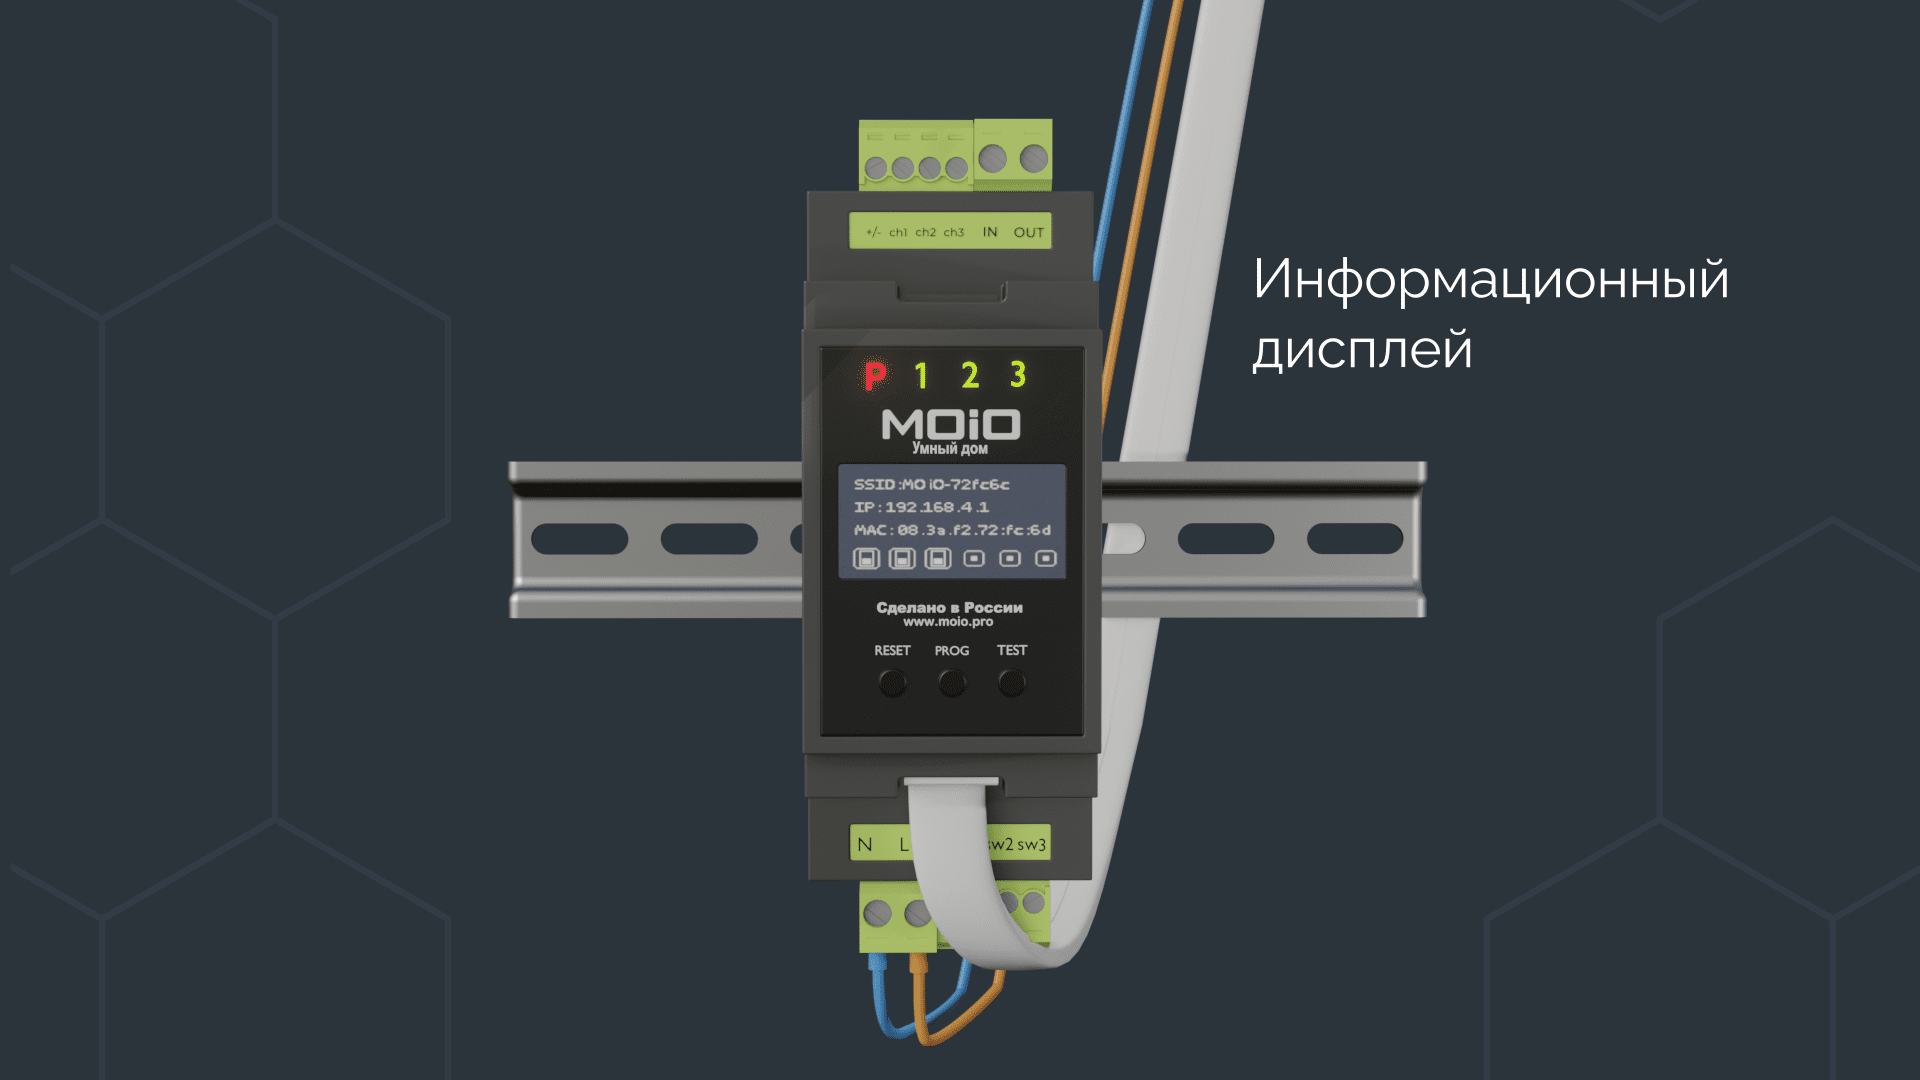 +/- ch1 ch2 ch3 IN OUT
Информационный
дисплей
P 1 2 3
MOiO
Умный дом
SSID:MOiO-72fc6c
IP:192.168.4.1
MAC:08.3a.f2.72:fc:6d
Сделано в России
www.moio.pro
RESET PROG TEST
N L sw2 sw3